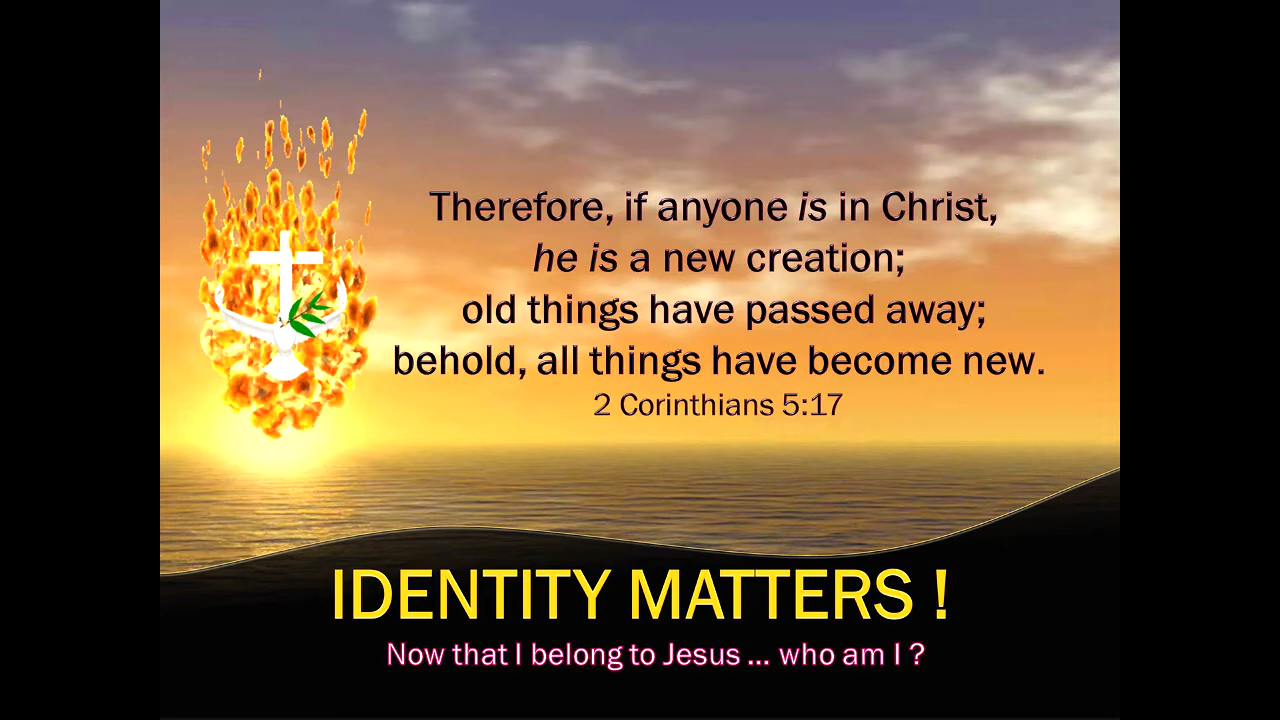 Therefore, if anyone is in Christ,
he is a new creation;
old things have passed away;
behold, all things have become new.
2 Corinthians 5:17
IDENTITY MATTERS !
Now that I belong to Jesus ... who am I ?